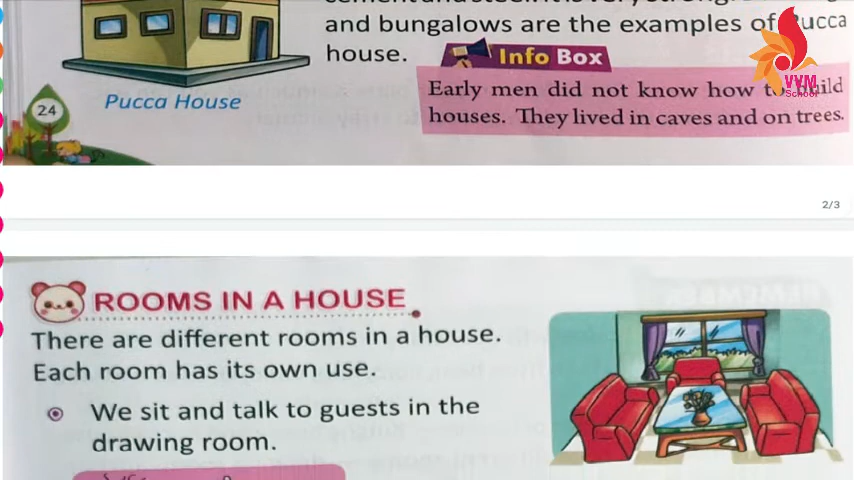 and bungalows are the examples of Pucca
house.
Info Box
Early men did not know how to build
houses. They lived in caves and on trees.
Pucca House
24
VVM
School
2/3
ROOMS IN A HOUSE
There are different rooms in a house.
Each room has its own use.
We sit and talk to guests in the
drawing room.